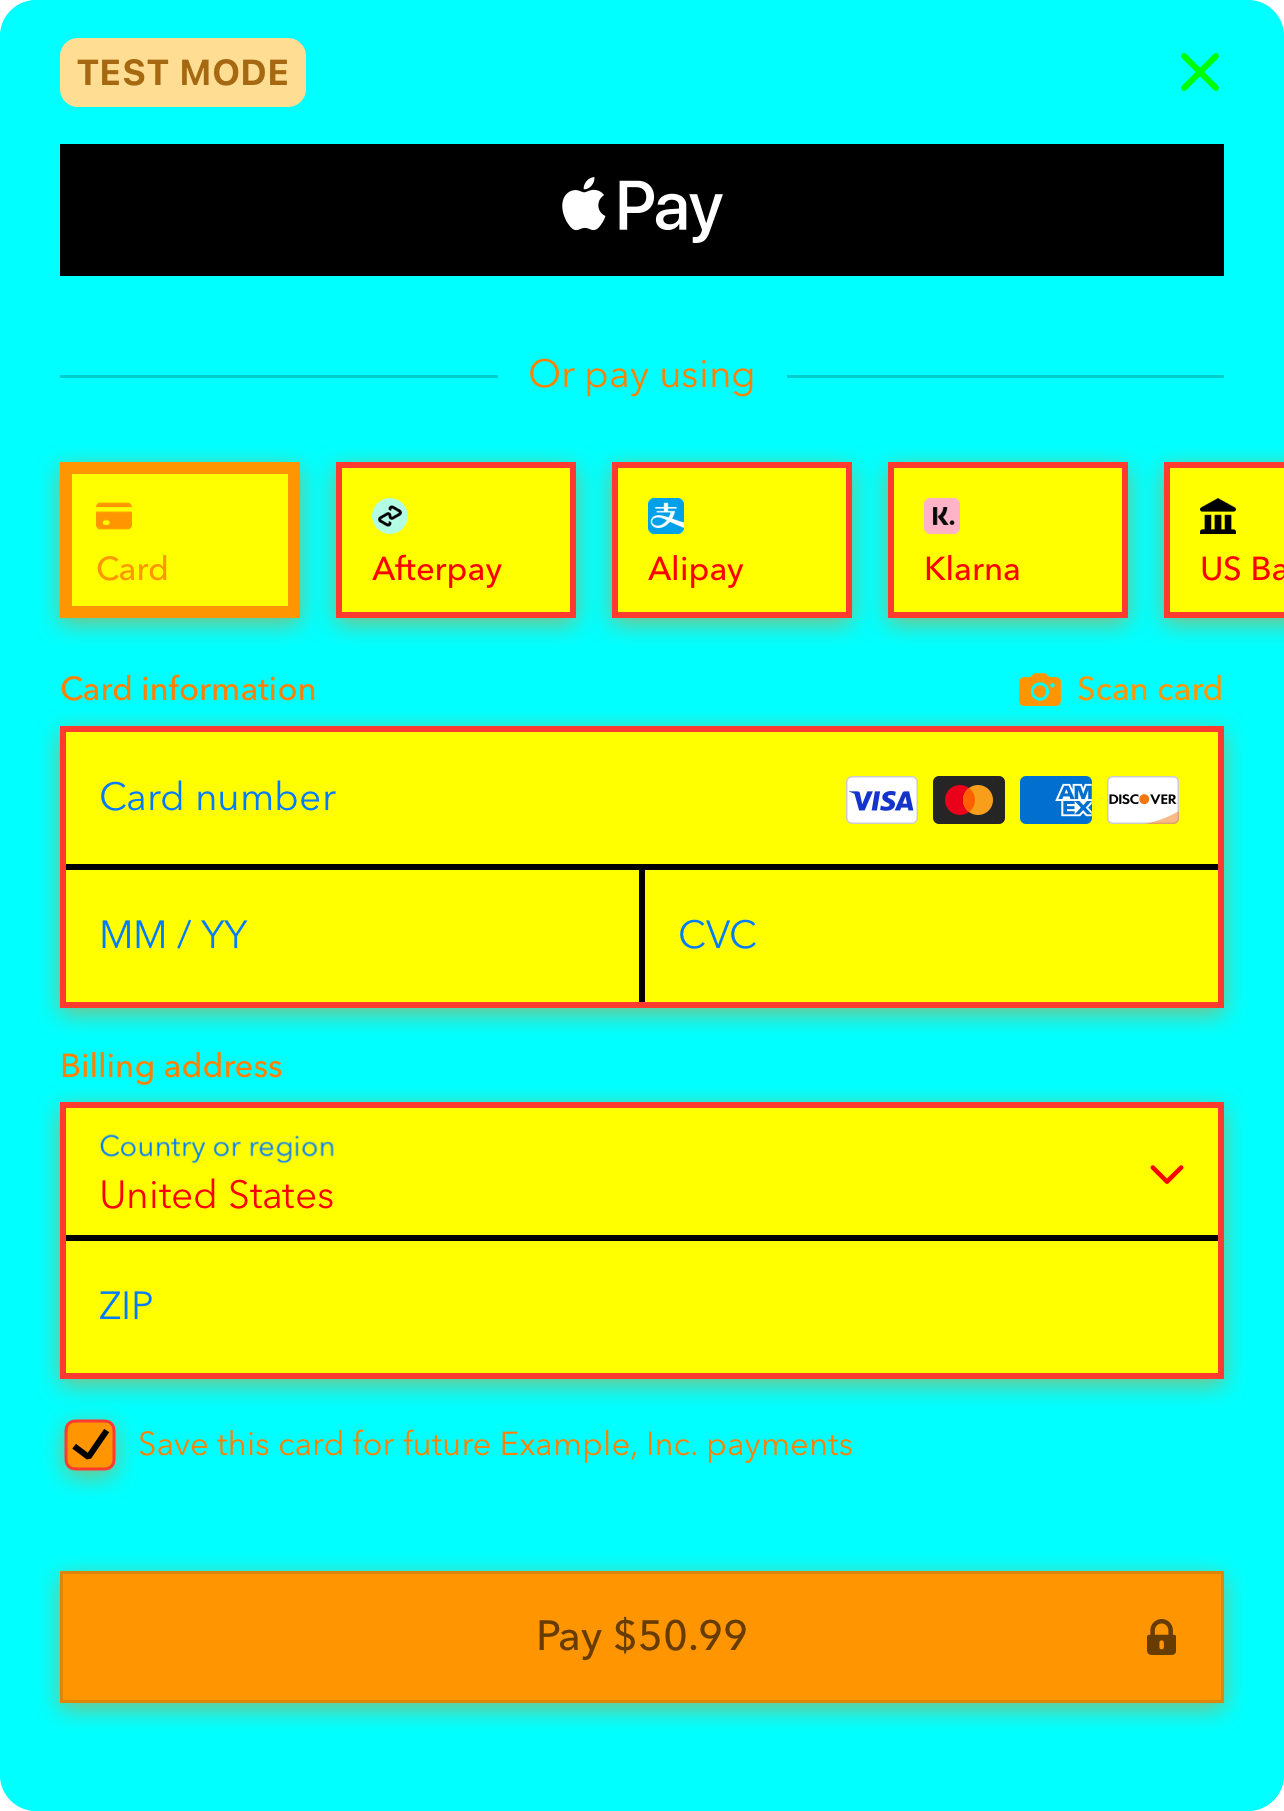 TEST MODE
Pay
Or pay using
Card
Afterpay
Alipay
Klarna
US Ba
Card information
Scan card
Card number
VISA
AMEX
DISCOVER
MM / YY
CVC
Billing address
Country or region
United States
ZIP
Save this card for future Example, Inc. payments
Pay $50.99